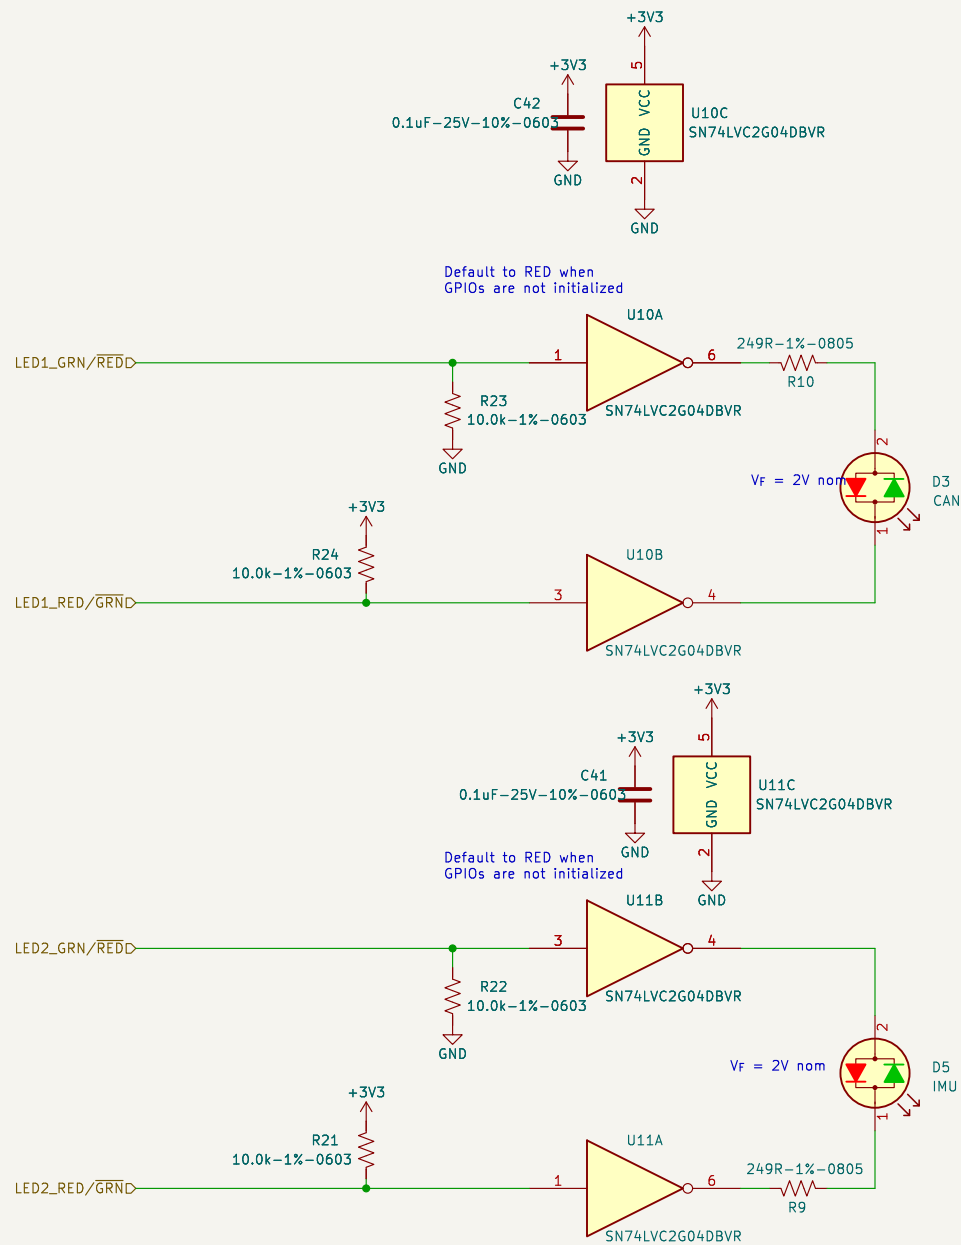 +3V3
5
VCC
GND
2
GND
U10C
SN74LVC2G04DBVR
+3V3
C42
0.1uF-25V-10%-0603
GND
Default to RED when
GPIOs are not initialized
U10A
LED1_GRN/RED
1
6
SN74LVC2G04DBVR
249R-1%-0805
R10
R23
10.0k-1%-0603
GND
2
VF = 2V nom
D3
CAN
1
+3V3
R24
10.0k-1%-0603
U10B
LED1_RED/GRN
3
4
SN74LVC2G04DBVR
+3V3
5
VCC
GND
2
GND
U11C
SN74LVC2G04DBVR
+3V3
C41
0.1uF-25V-10%-0603
GND
Default to RED when
GPIOs are not initialized
U11B
LED2_GRN/RED
3
4
SN74LVC2G04DBVR
R22
10.0k-1%-0603
GND
2
VF = 2V nom
D5
IMU
1
+3V3
R21
10.0k-1%-0603
U11A
LED2_RED/GRN
1
6
SN74LVC2G04DBVR
249R-1%-0805
R9